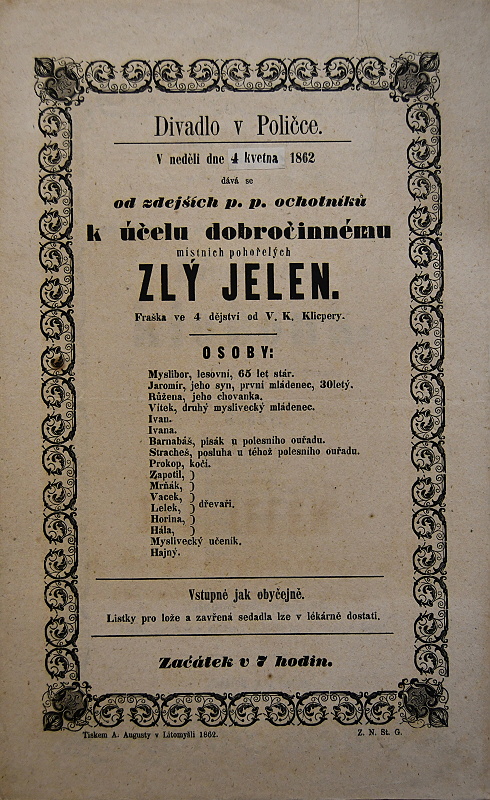 Divadlo v Poličce.
V neděli dne 4 května 1862
dává se
od zdejších p. p. ochotníků
k účelu dobročinnému
místních pohořelých
ZLÝ JELEN.
Fraška ve 4 dějství od V. K. Klicpery.
OSOBY:
Myslibor, lesovní, 65 let stár.
Jaromír, jeho syn, první mládenec, 30letý.
Růžena, jeho chovanka.
Vítek, druhý myslivecký mládenec.
Ivan.
Ivana.
Barnabáš, pisák u polesního ouřadu.
Stracheš, posluha u téhož polesního ouřadu.
Prokop, kočí.
Zapotil, )
Mrňák, )
Vacek, )
Lelek, ) dřevaři.
Horina, )
Hála, )
Myslivecký učeník.
Hajný.
Vstupné jak obyčejně.
Lístky pro lože a zavřená sedadla lze v lékárně dostati.
Začátek v 7 hodin.
Tiskem A. Augusty v Litomyšli 1862.
Z. N. St. G.